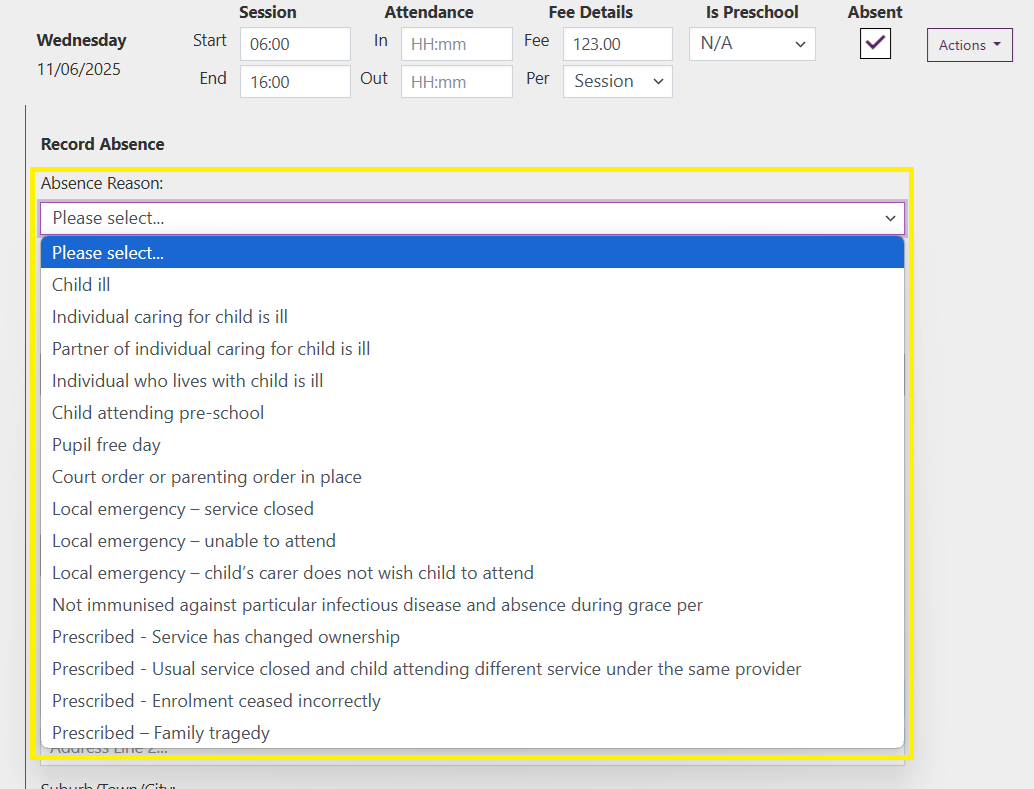 Session Attendance Fee Details Is Preschool Absent
Wednesday Start 06:00 In HH:mm Fee 123.00 N/A Actions
11/06/2025 End 16:00 Out HH:mm Per Session
Record Absence
Absence Reason:
Please select...
Please select...
Child ill
Individual caring for child is ill
Partner of individual caring for child is ill
Individual who lives with child is ill
Child attending pre-school
Pupil free day
Court order or parenting order in place
Local emergency – service closed
Local emergency – unable to attend
Local emergency – child’s carer does not wish child to attend
Not immunised against particular infectious disease and absence during grace per
Prescribed - Service has changed ownership
Prescribed - Usual service closed and child attending different service under the same provider
Prescribed - Enrolment ceased incorrectly
Prescribed – Family tragedy
Address Line 2...
Suburb/Town/City: